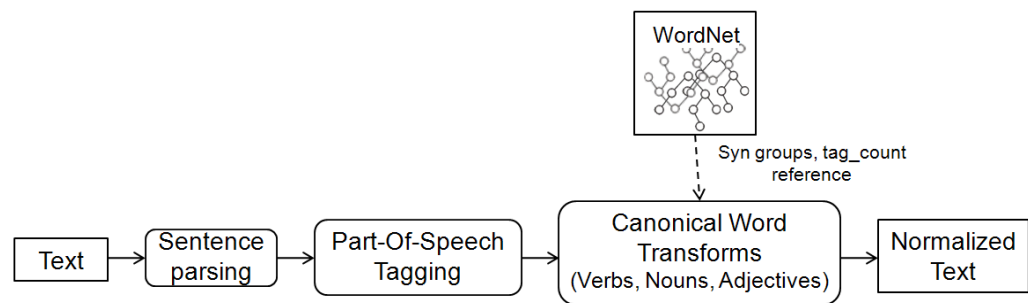 WordNet
Syn groups, tag_count
reference
Text
Sentence
parsing
Part-Of-Speech
Tagging
Canonical Word
Transforms
(Verbs, Nouns, Adjectives)
Normalized
Text